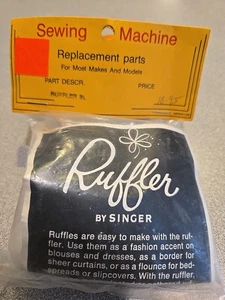 Sewing Machine
Replacement parts
For Most Makes And Models
PART DESCR. PRICE
Ruffler
BY SINGER
Ruffles are easy to make with the ruf-
fler. Use them as a fashion accent on
blouses and dresses, as a border for
sheer curtains, or as a flounce for bed-
spreads or slipcovers. With the ruffler,